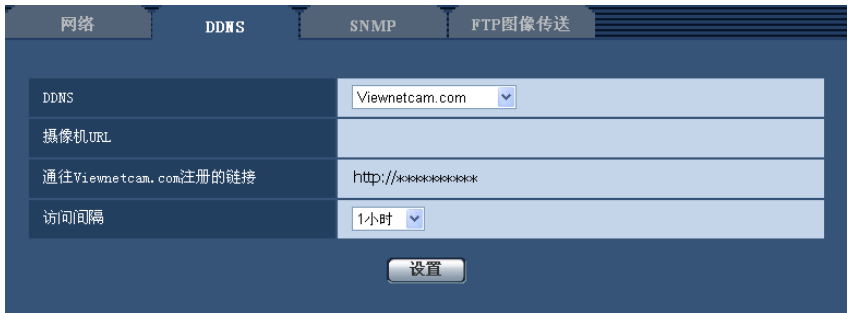 网络 DDNS SNMP FTP图像传送
DDNS Viewnetcam.com
摄像机URL
通往Viewnetcam.com注册的链接 http://**********
访问间隔 1小时
设置